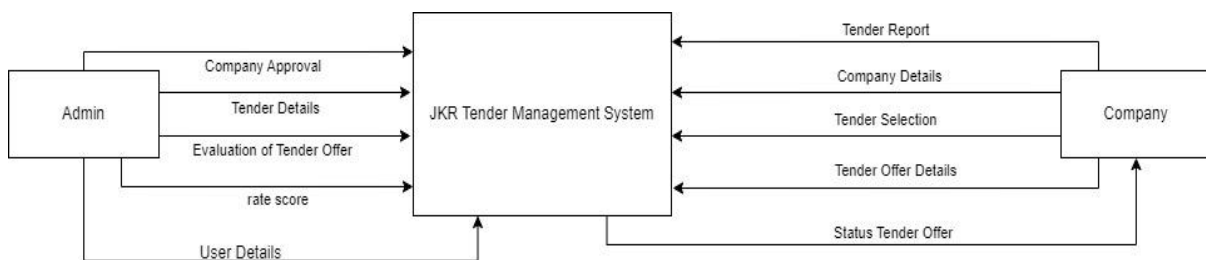 Tender Report
Company Approval
Company Details
Admin
Tender Details
JKR Tender Management System
Tender Selection
Company
Evaluation of Tender Offer
Tender Offer Details
rate score
Status Tender Offer
User Details